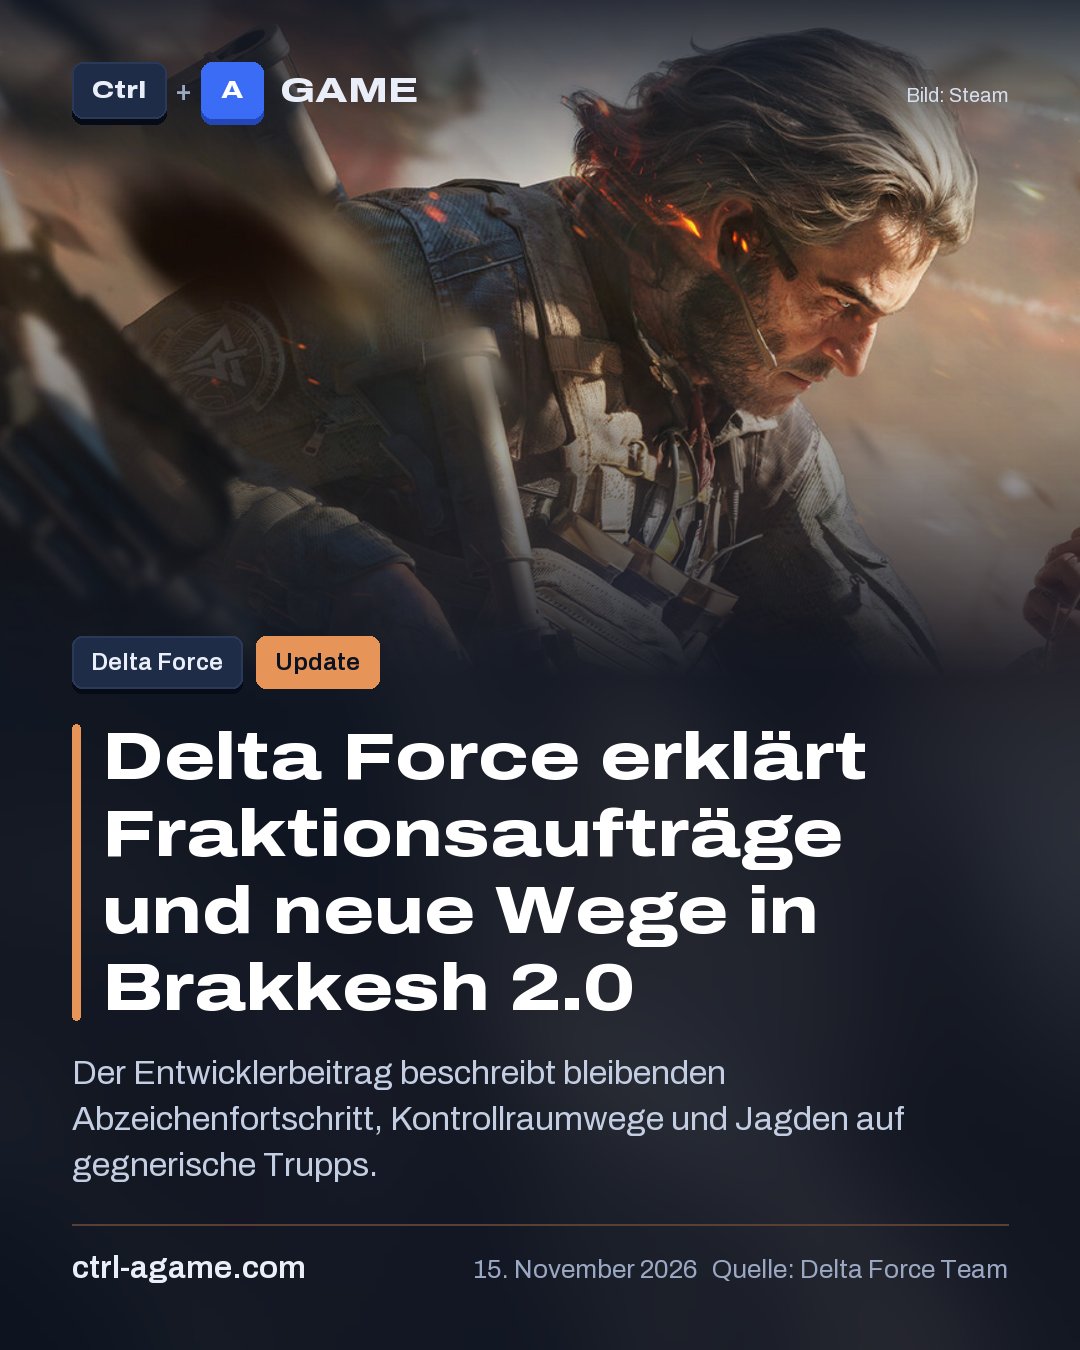 Ctrl + A GAME
Bild: Steam
Delta Force Update
Delta Force erklärt
Fraktionsaufträge
und neue Wege in
Brakkesh 2.0
Der Entwicklerbeitrag beschreibt bleibenden
Abzeichenfortschritt, Kontrollraumwege und Jagden auf
gegnerische Trupps.
ctrl-agame.com
15. November 2026 Quelle: Delta Force Team